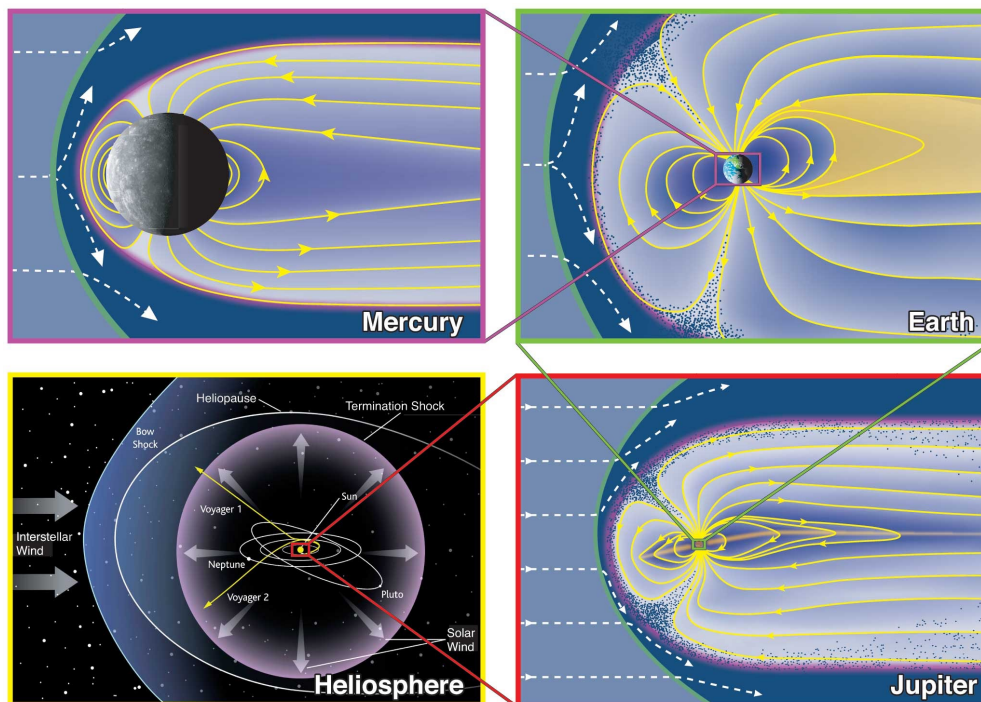 Mercury
Earth
Heliopause
Termination Shock
Bow
Shock
Sun
Voyager 1
Interstellar
Wind
Neptune
Voyager 2
Pluto
Solar
Wind
Heliosphere
Jupiter